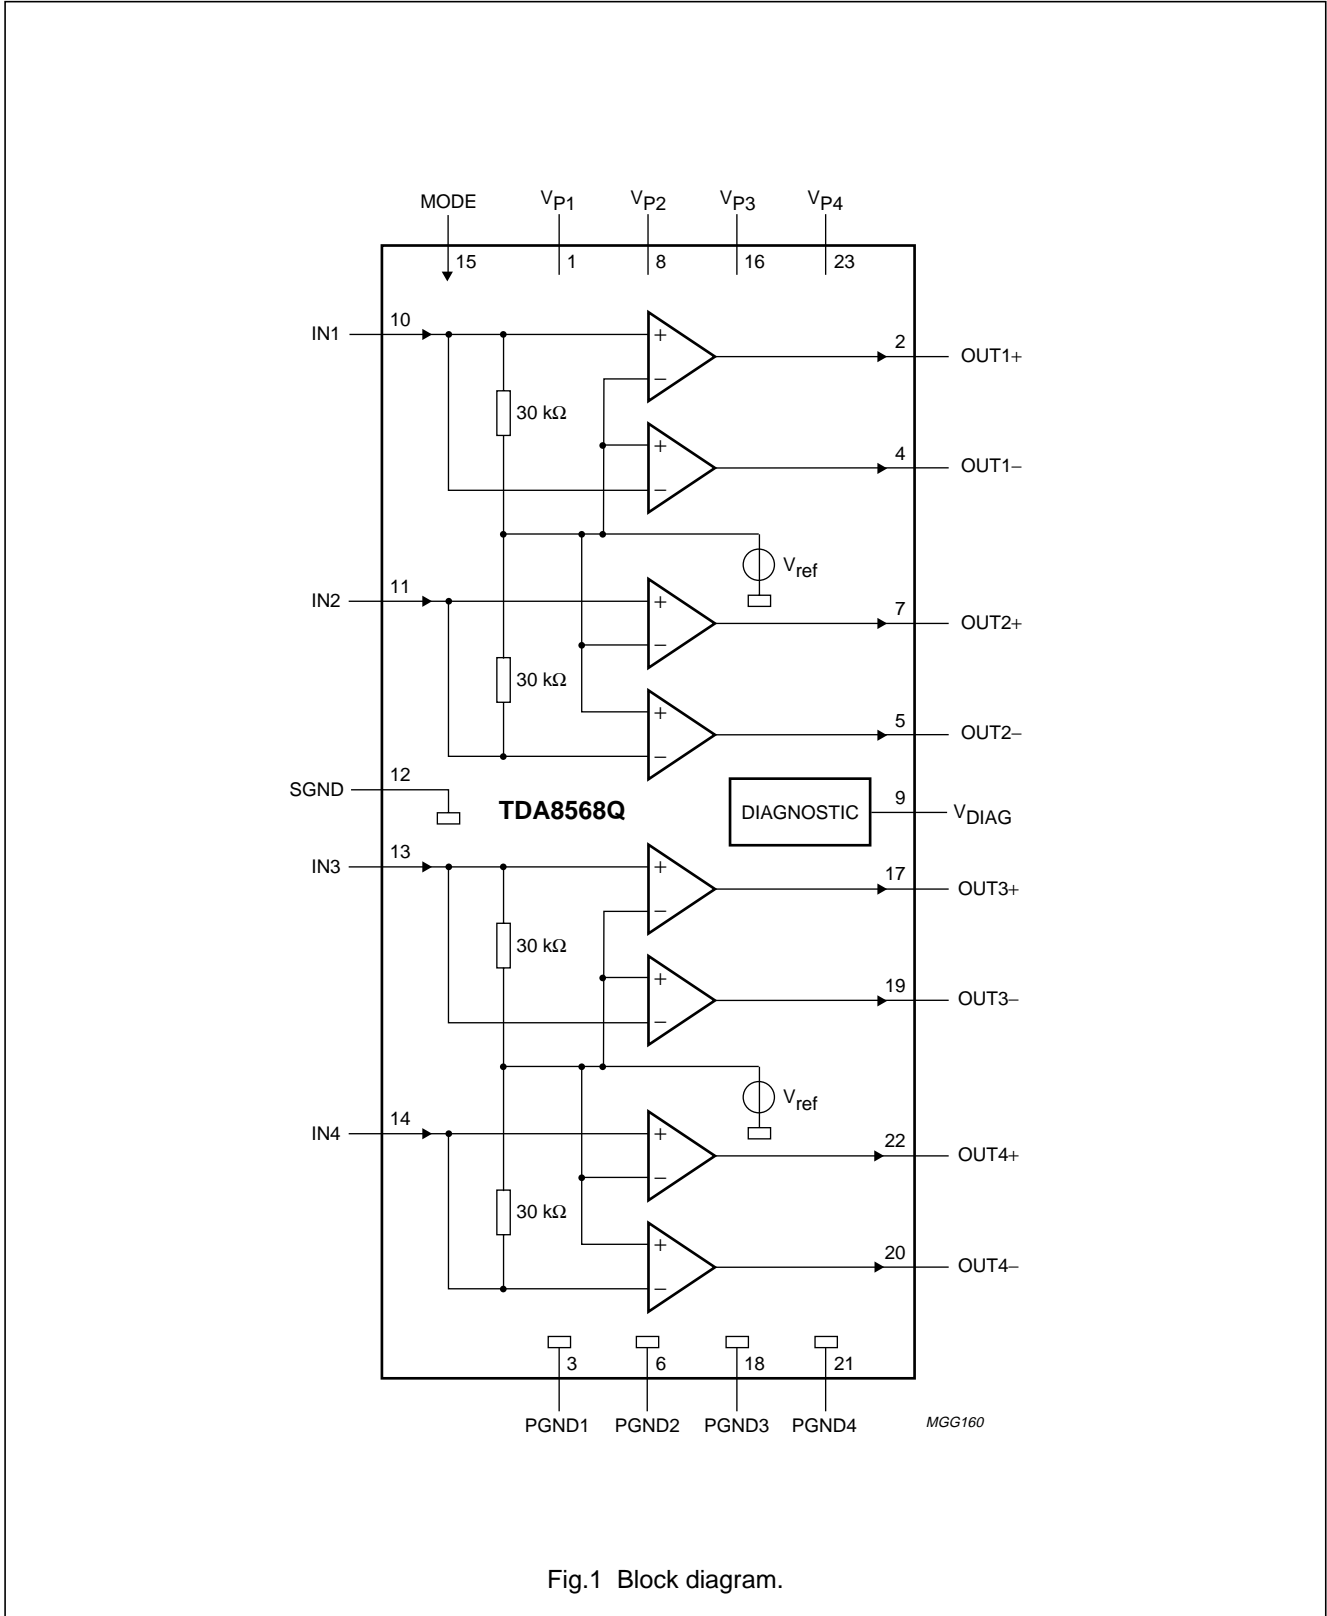 MODE
VP1
VP2
VP3
VP4
15
1
8
16
23
IN1
10
+
−
2
OUT1+
30 kΩ
+
−
4
OUT1−
Vref
IN2
11
+
−
7
OUT2+
30 kΩ
+
−
5
OUT2−
SGND
12
TDA8568Q
DIAGNOSTIC
9
VDIAG
IN3
13
+
−
17
OUT3+
30 kΩ
+
−
19
OUT3−
Vref
IN4
14
+
−
22
OUT4+
30 kΩ
+
−
20
OUT4−
3
6
18
21
PGND1
PGND2
PGND3
PGND4
MGG160
Fig.1 Block diagram.